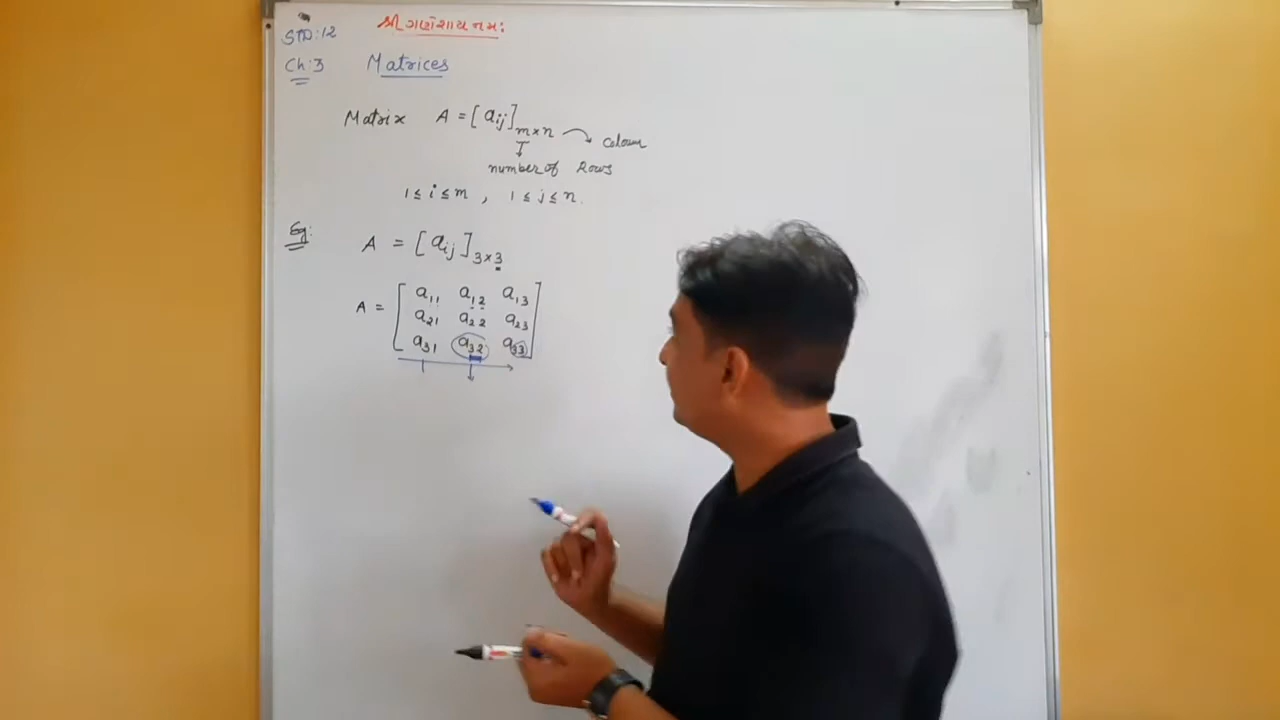 શ્રી ગણેશાય નમઃ
STD:12
Ch:3 Matrices
Matrix A = [aij]m×n
Column
number of Rows
1 ≤ i ≤ m , 1 ≤ j ≤ n.
Eg:
A = [aij]3×3
A = [a11 a12 a13
a21 a22 a23
a31 a32 a33]